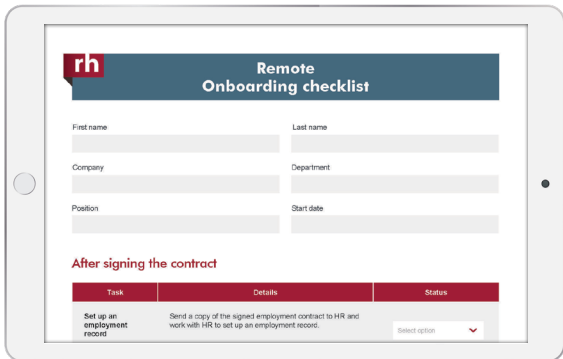 rh
Remote
Onboarding checklist
First name
Last name
Company
Department
Position
Start date
After signing the contract
Task
Details
Status
Set up an
employment
record
Send a copy of the signed employment contract to HR and
work with HR to set up an employment record.
Select option